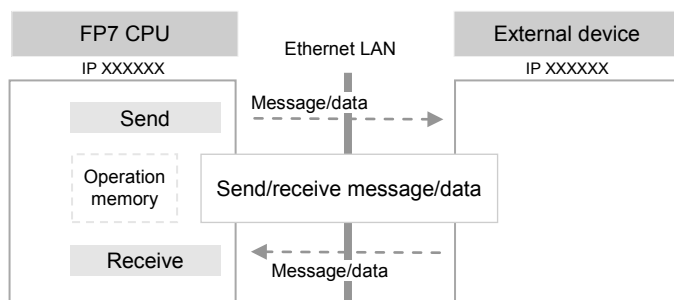 FP7 CPU
Ethernet LAN
External device
IP XXXXXX
IP XXXXXX
Message/data
Send
Operation
memory
Send/receive message/data
Receive
Message/data